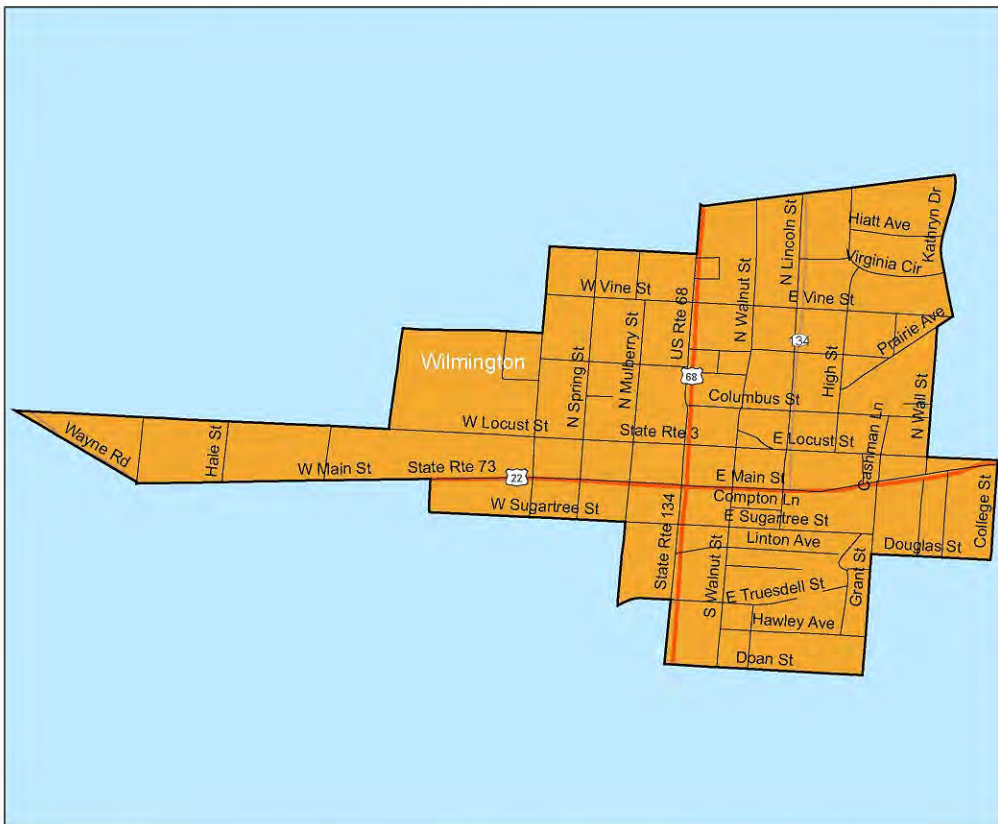 Hiatt Ave
Kathryn Dr
N Lincoln St
Virginia Cir
N Walnut St
W Vine St
E Vine St
US Rte 68
134
Prairie Ave
N Mulberry St
N Spring St
Wilmington
68
High St
Columbus St
N Wall St
Cashman Ln
W Locust St
State Rte 3
E Locust St
Wayne Rd
Hale St
W Main St
State Rte 73
22
E Main St
College St
Compton Ln
W Sugartree St
E Sugartree St
Linton Ave
Douglas St
State Rte 134
S Walnut St
Grant St
E Truesdell St
Hawley Ave
Doan St